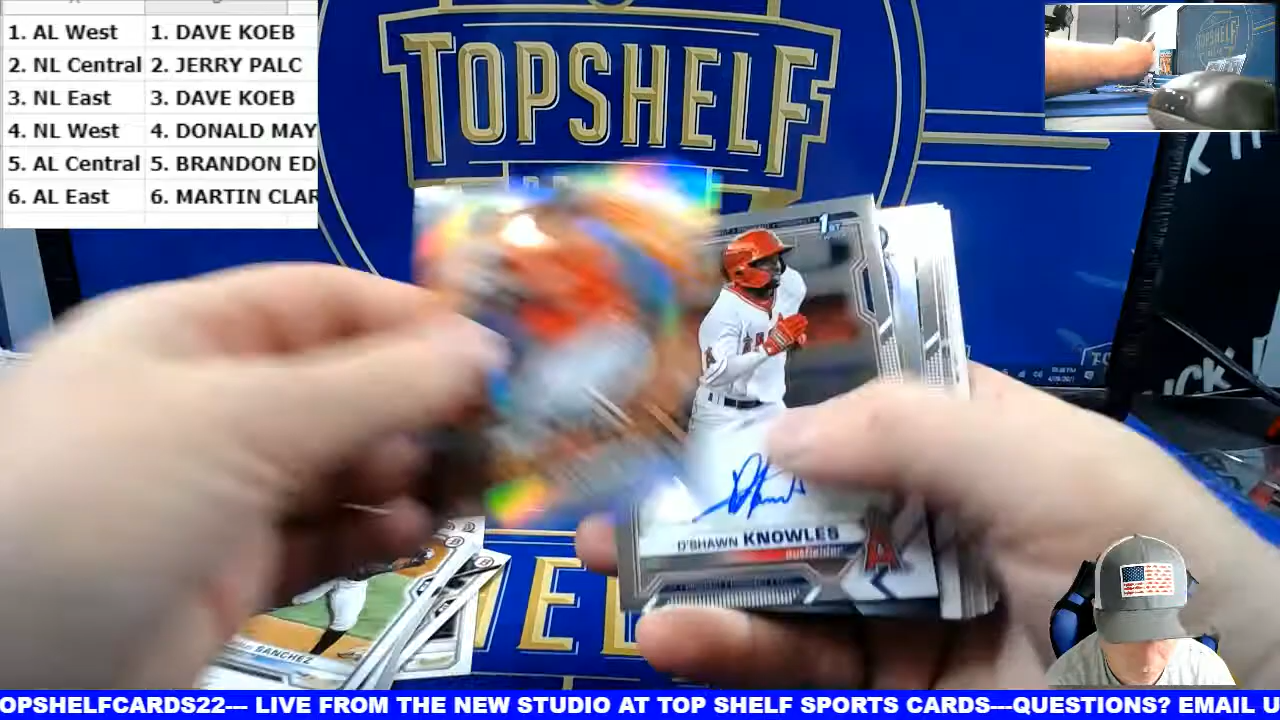 1. AL West 1. DAVE KOEB
2. NL Central 2. JERRY PALC
3. NL East 3. DAVE KOEB
4. NL West 4. DONALD MAY
5. AL Central 5. BRANDON ED
6. AL East 6. MARTIN CLAR
TOPSHELF
1ST
D'SHAWN KNOWLES
outfielder
A
SANCHEZ
OPSHELFCARDS22--- LIVE FROM THE NEW STUDIO AT TOP SHELF SPORTS CARDS---QUESTIONS? EMAIL U